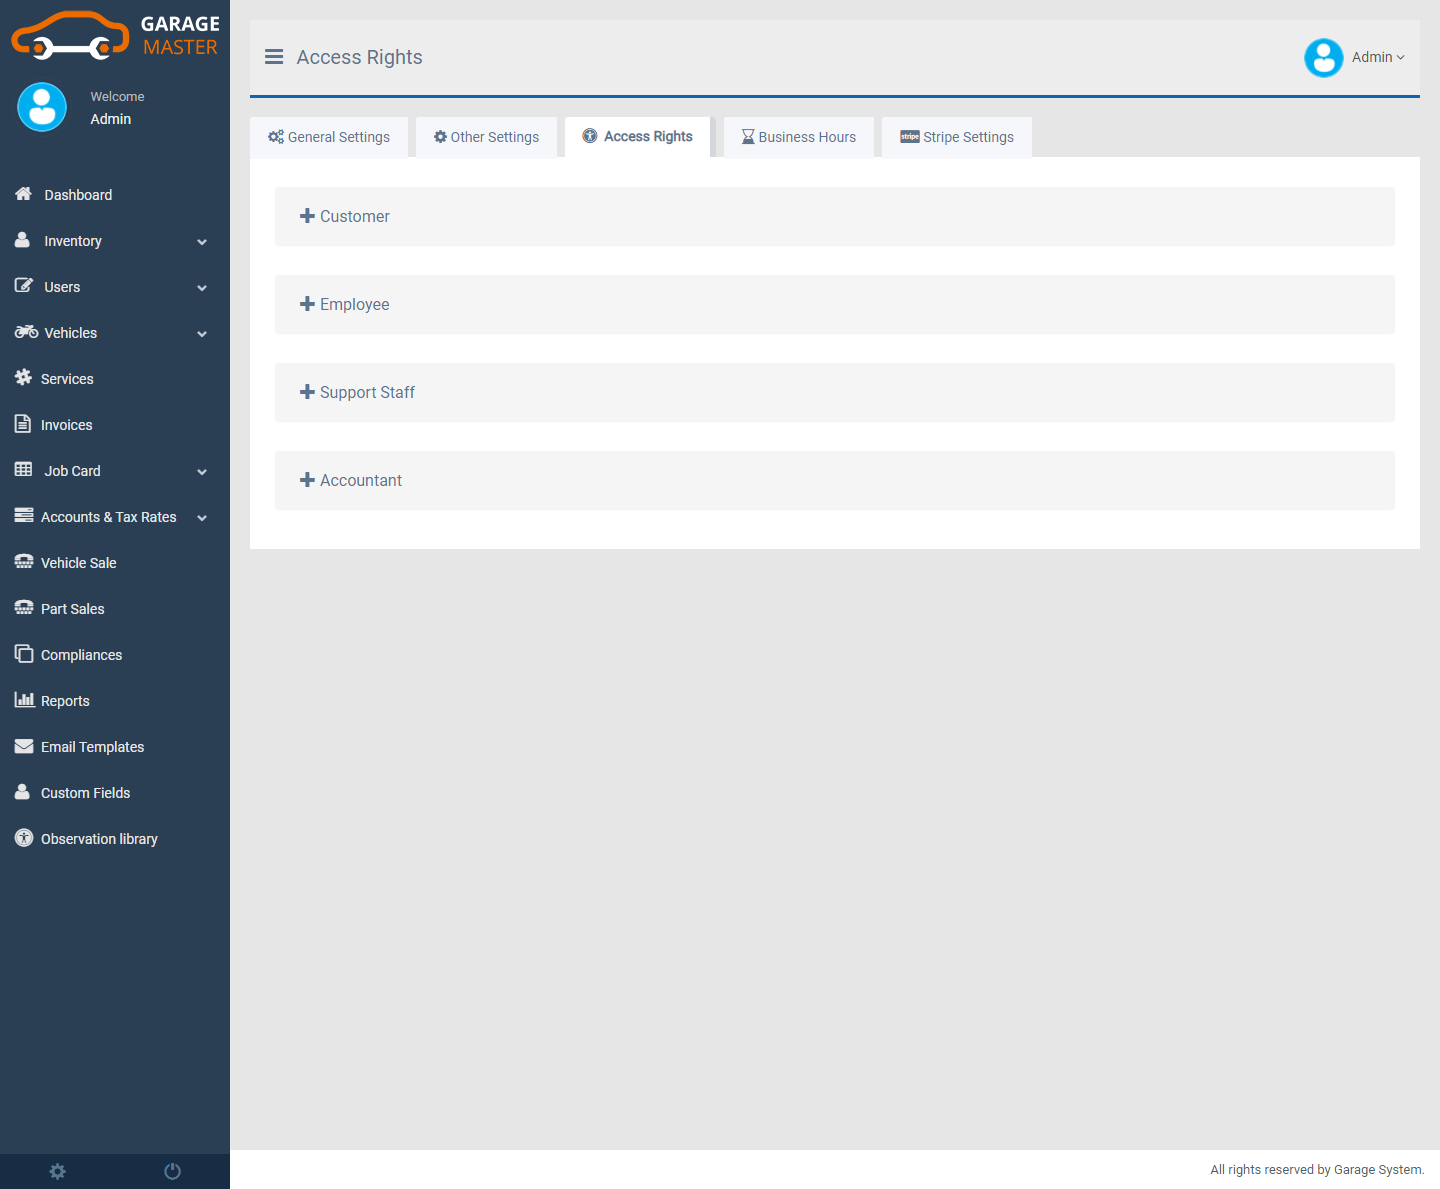 GARAGE
MASTER
Welcome
Admin
Dashboard
Inventory
Users
Vehicles
Services
Invoices
Job Card
Accounts & Tax Rates
Vehicle Sale
Part Sales
Compliances
Reports
Email Templates
Custom Fields
Observation library
Access Rights
Admin
General Settings
Other Settings
Access Rights
Business Hours
stripe Stripe Settings
Customer
Employee
Support Staff
Accountant
All rights reserved by Garage System.